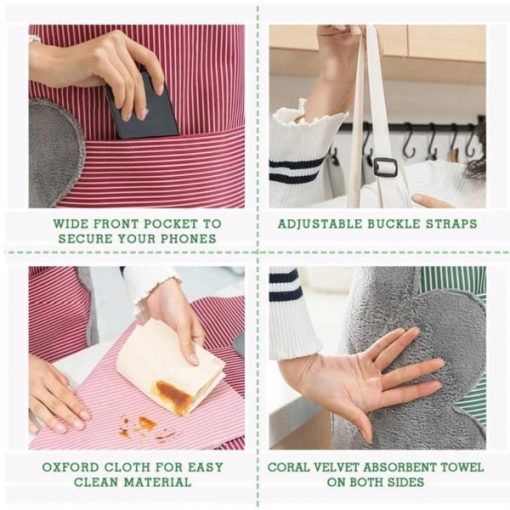 WIDE FRONT POCKET TO
SECURE YOUR PHONES
ADJUSTABLE BUCKLE STRAPS
OXFORD CLOTH FOR EASY
CLEAN MATERIAL
CORAL VELVET ABSORBENT TOWEL
ON BOTH SIDES